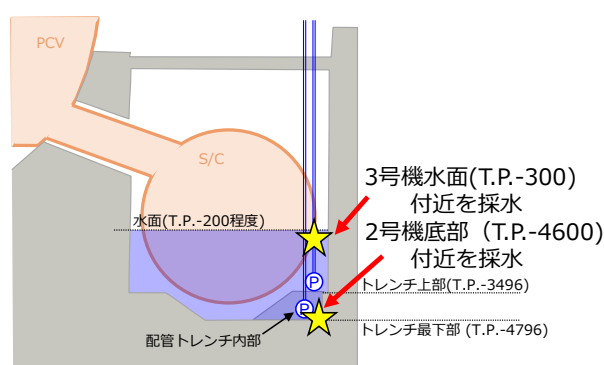 PCV
S/C
3号機水面(T.P.-300)
付近を採水
水面(T.P.-200程度)
2号機底部（T.P.-4600)
付近を採水
P
トレンチ上部(T.P.-3496)
P
配管トレンチ内部
トレンチ最下部 (T.P.-4796)